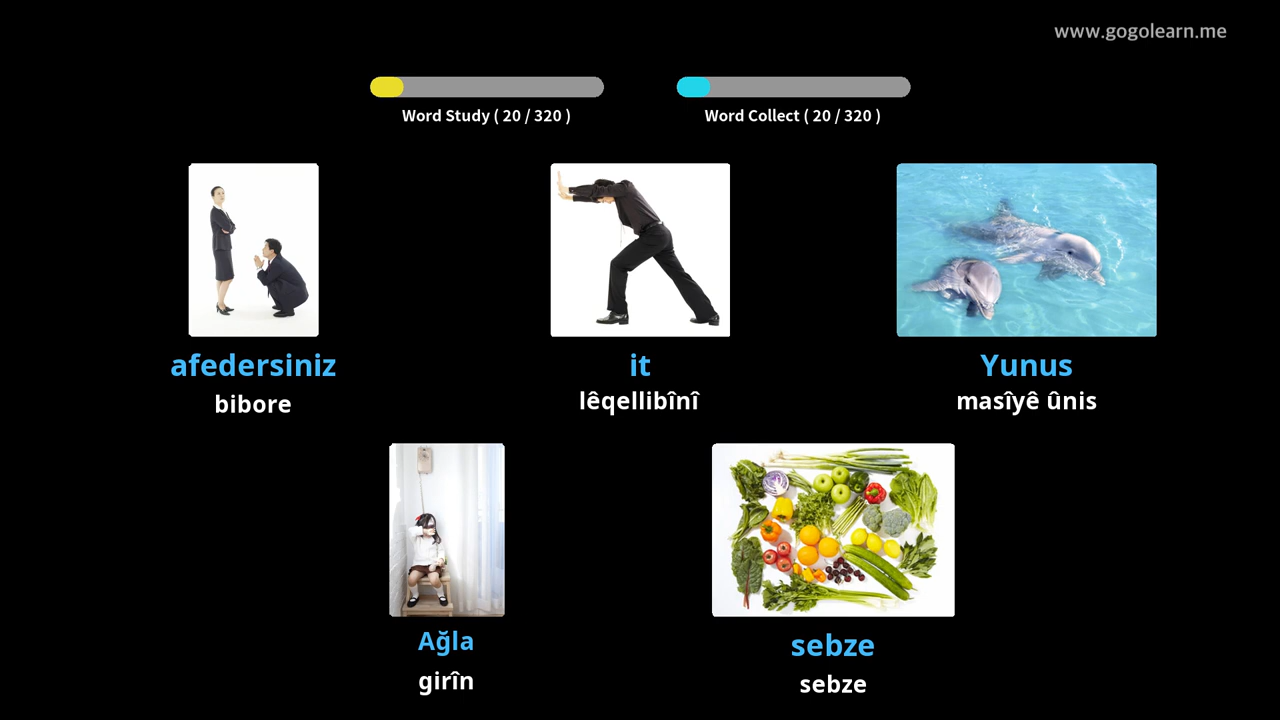 www.gogolearn.me
Word Study ( 20 / 320 )
Word Collect ( 20 / 320 )
afedersiniz
bibore
it
lêqellibînî
Yunus
masîyê ûnis
Ağla
girîn
sebze
sebze